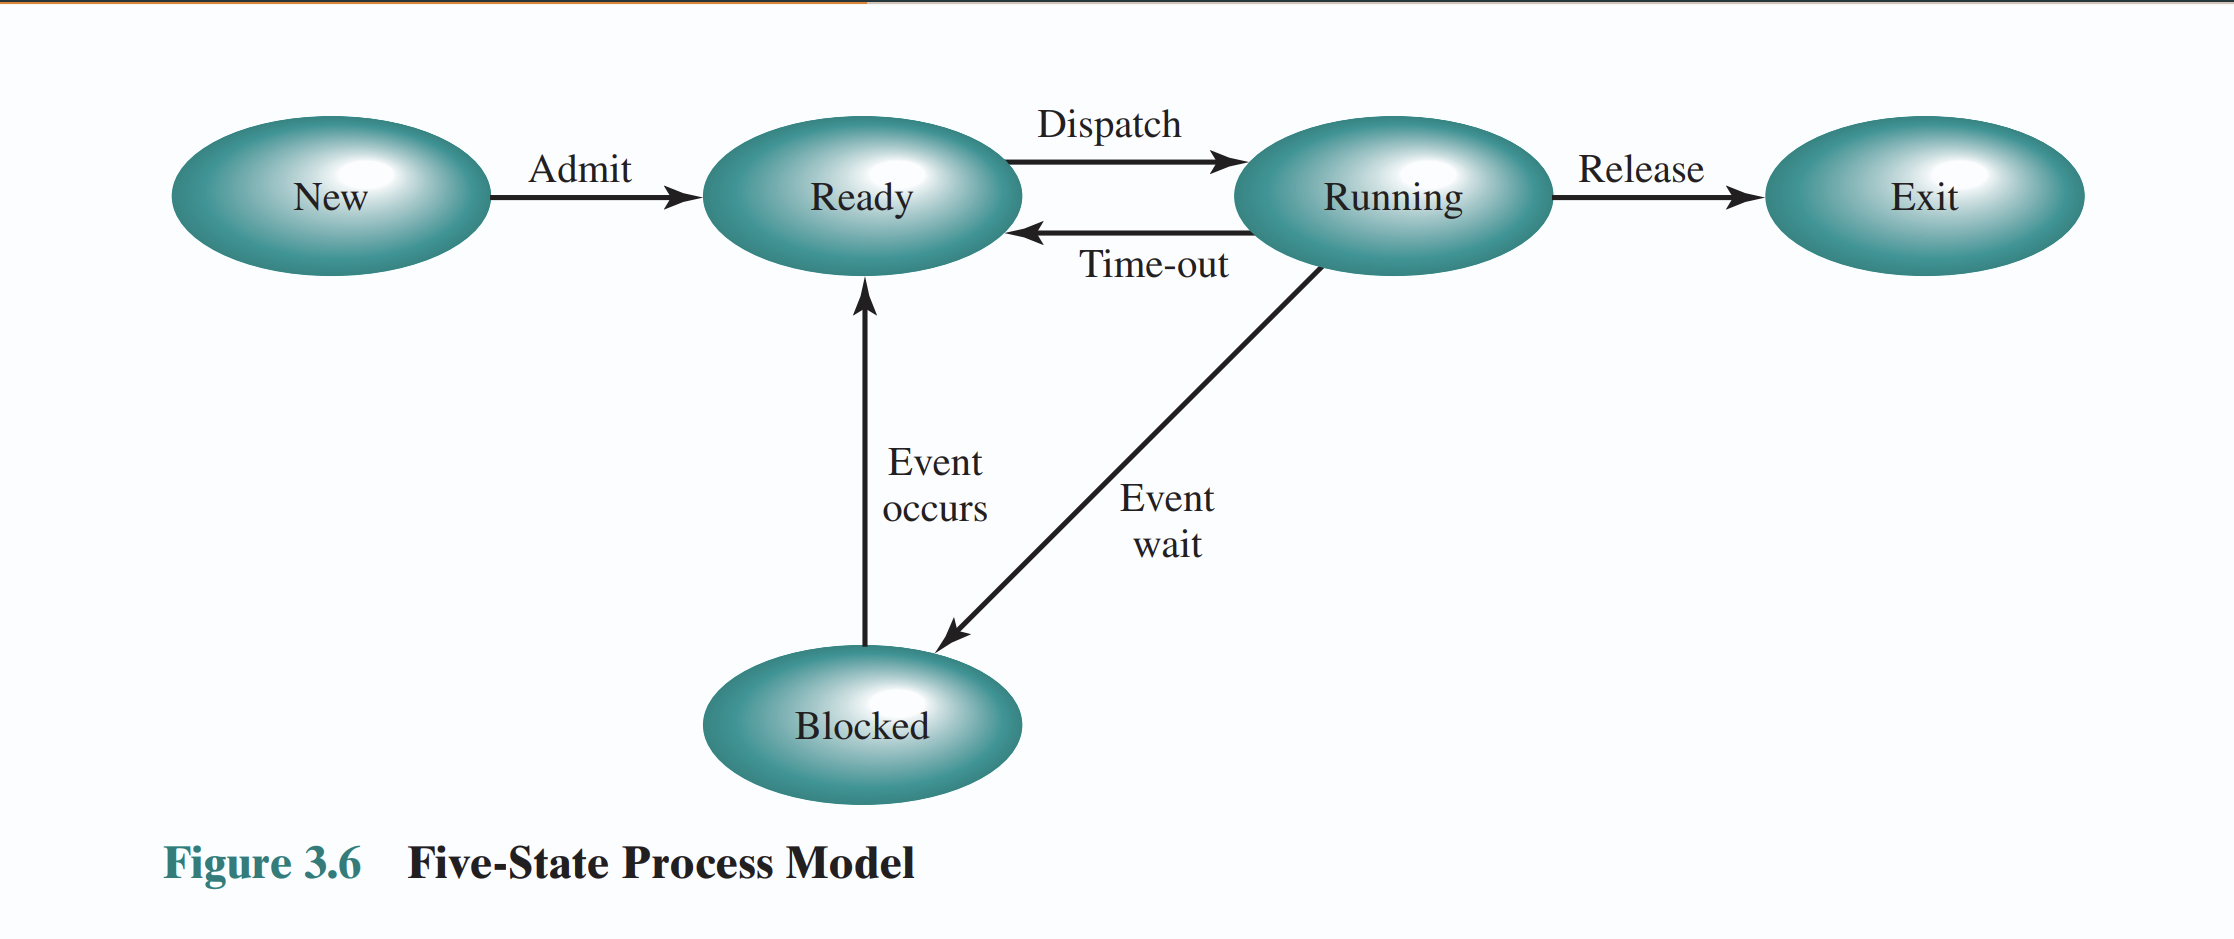 Dispatch
Admit
Release
New
Ready
Running
Exit
Time-out
Event
occurs
Event
wait
Blocked
Figure 3.6 Five-State Process Model